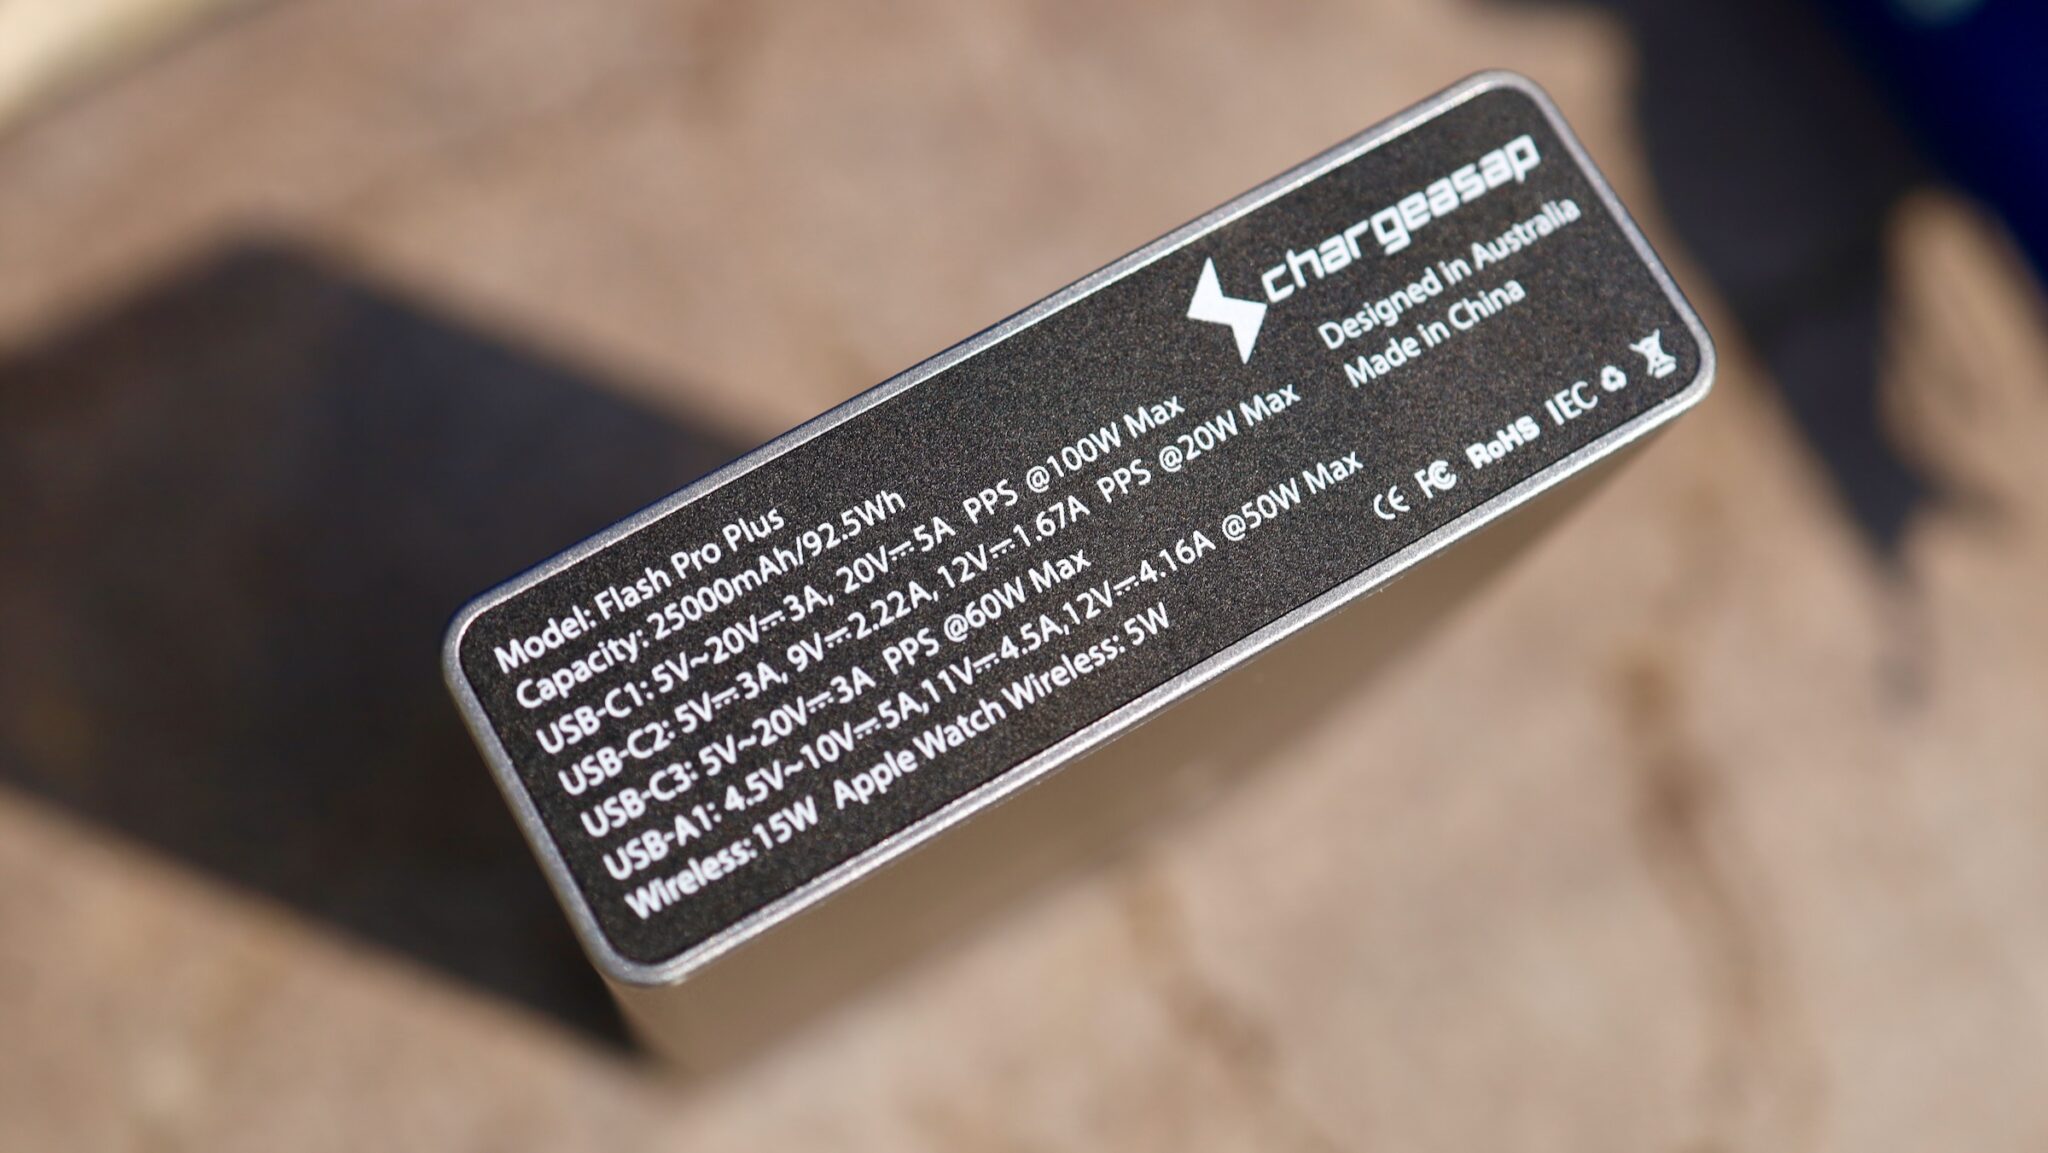 chargeasap
Designed in Australia
Made in China
Model: Flash Pro Plus
Capacity: 25000mAh/92.5Wh
USB-C1: 5V~20V⎓3A, 20V⎓5A PPS @100W Max
USB-C2: 5V⎓3A, 9V⎓2.22A, 12V⎓1.67A PPS @20W Max
USB-C3: 5V~20V⎓3A PPS @60W Max
USB-A1: 4.5V~10V⎓5A,11V⎓4.5A,12V⎓4.16A @50W Max
Wireless: 15W Apple Watch Wireless: 5W
CE FC RoHS IEC